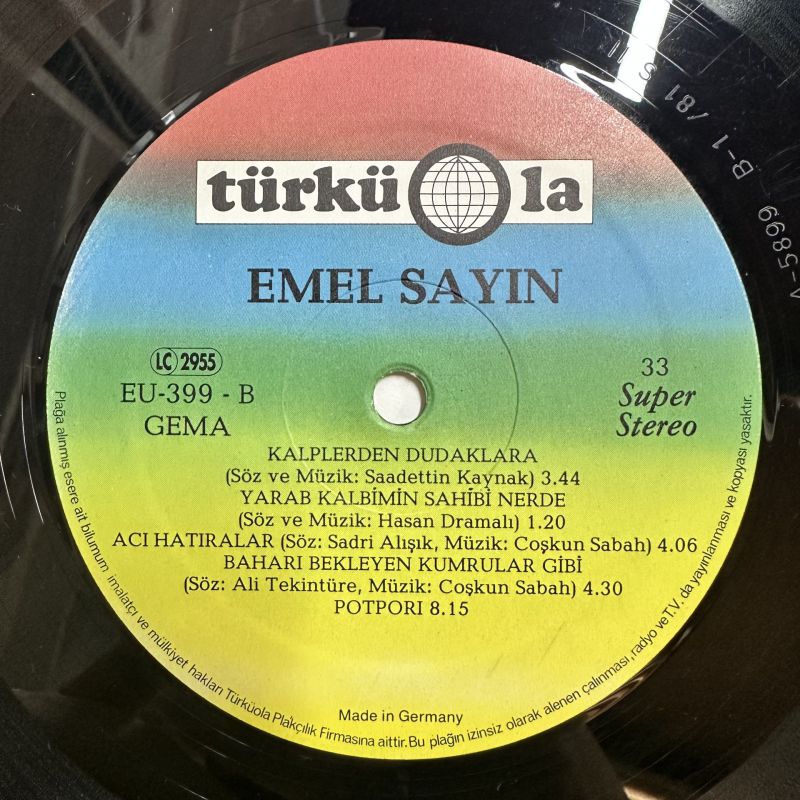 türküola
EMEL SAYIN
LC 2955
EU-399 - B
GEMA
33
Super
Stereo
KALPLERDEN DUDAKLARA
(Söz ve Müzik: Saadettin Kaynak) 3.44
YARAB KALBİMİN SAHİBİ NERDE
(Söz ve Müzik: Hasan Dramalı) 1.20
ACI HATIRALAR (Söz: Sadri Alışık, Müzik: Coşkun Sabah) 4.06
BAHARI BEKLEYEN KUMRULAR GİBİ
(Söz: Ali Tekintüre, Müzik: Coşkun Sabah) 4.30
POTPORI 8.15
Made in Germany
Plağa alınmış esere ait bilumum, imalatçı ve mülkiyet hakları Türküola Plakçılık Firmasına aittir. Bu plağın izinsiz olarak alenen çalınması, radyo ve T.V. da yayınlanması ve kopyası yasaktır.
-5899 B-1 /81 S